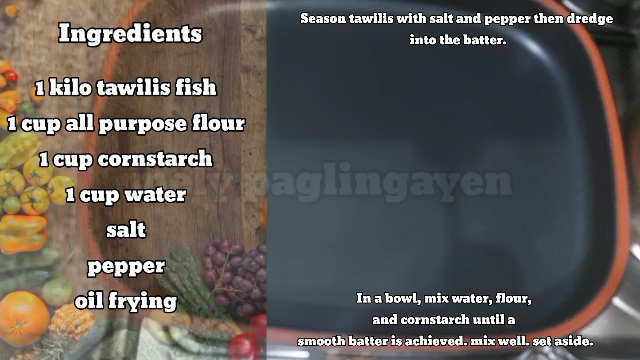 Ingredients
1 kilo tawilis fish
1 cup all purpose flour
1 cup cornstarch
1 cup water
salt
pepper
oil frying
Season tawilis with salt and pepper then dredge
into the batter.
paglingayen
In a bowl, mix water, flour,
and cornstarch until a
smooth batter is achieved. mix well. set aside.